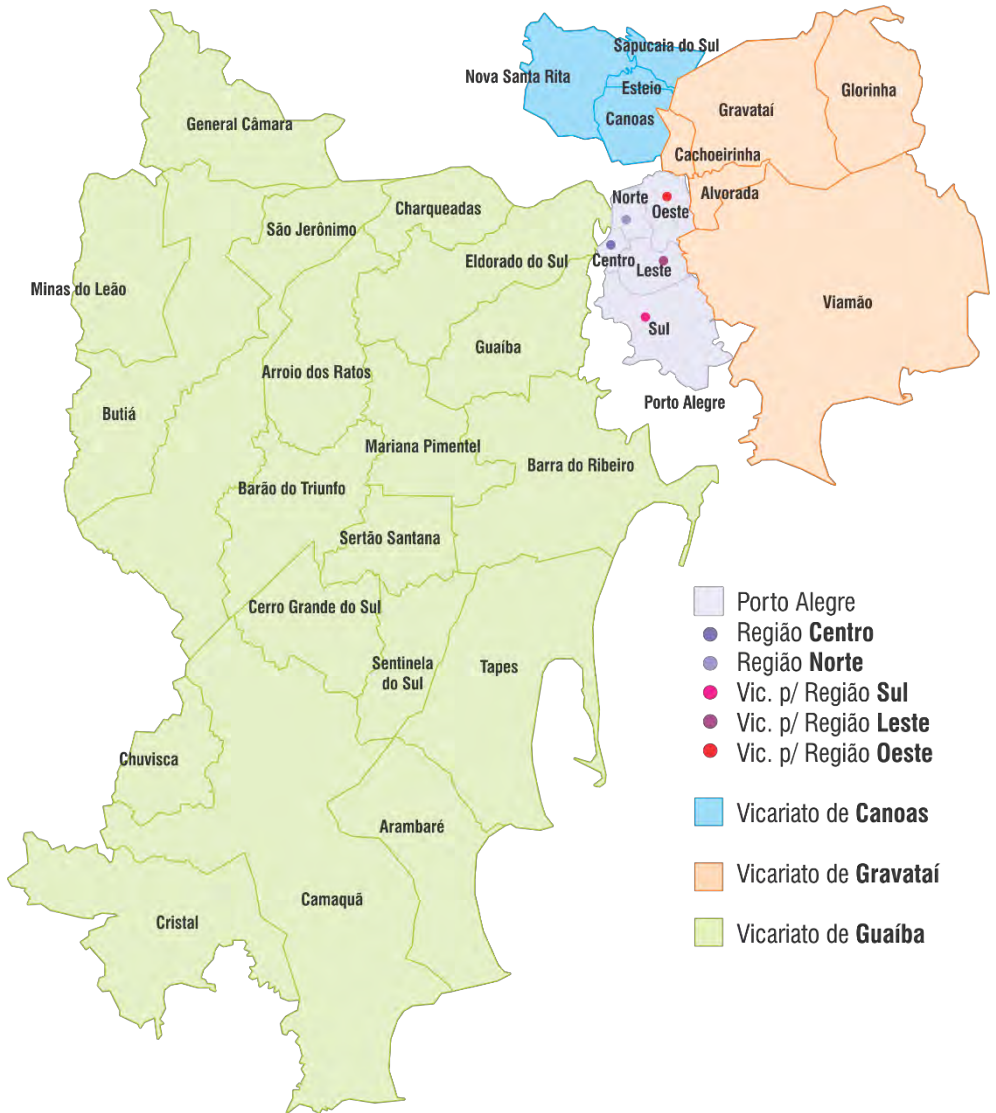 Sapucaia do Sul
Nova Santa Rita
Esteio
Glorinha
Gravataí
Canoas
General Câmara
Cachoeirinha
Norte
Alvorada
Charqueadas
Oeste
São Jerônimo
Centro
Eldorado do Sul
Leste
Minas do Leão
Viamão
Sul
Guaíba
Arroio dos Ratos
Porto Alegre
Butiá
Mariana Pimentel
Barra do Ribeiro
Barão do Triunfo
Sertão Santana
Cerro Grande do Sul
Sentinela
do Sul
Tapes
Chuvisca
Arambaré
Camaquã
Cristal
Porto Alegre
Região Centro
Região Norte
Vic. p/ Região Sul
Vic. p/ Região Leste
Vic. p/ Região Oeste
Vicariato de Canoas
Vicariato de Gravataí
Vicariato de Guaíba